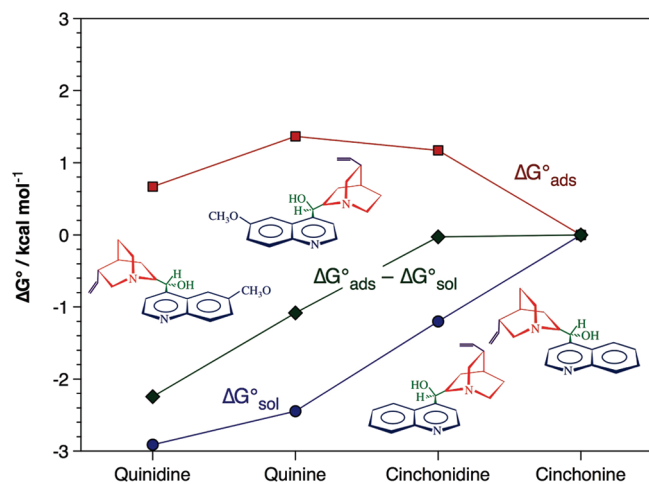 3
2
1
0
-1
-2
-3
ΔG° / kcal mol⁻¹
ΔG°ads
ΔG°ads – ΔG°sol
ΔG°sol
HO
H
N
CH₃O
N
N
H
OH
CH₃O
N
N
H
OH
N
HO
H
N
N
Quinidine Quinine Cinchonidine Cinchonine